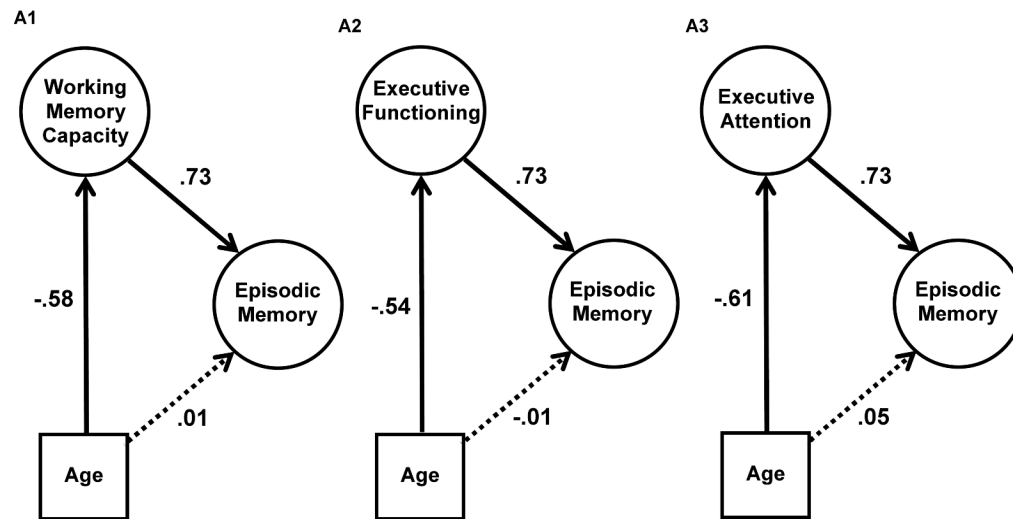 A1
Working
Memory
Capacity
.73
Episodic
Memory
-.58
.01
Age
A2
Executive
Functioning
.73
Episodic
Memory
-.54
-.01
Age
A3
Executive
Attention
.73
Episodic
Memory
-.61
.05
Age